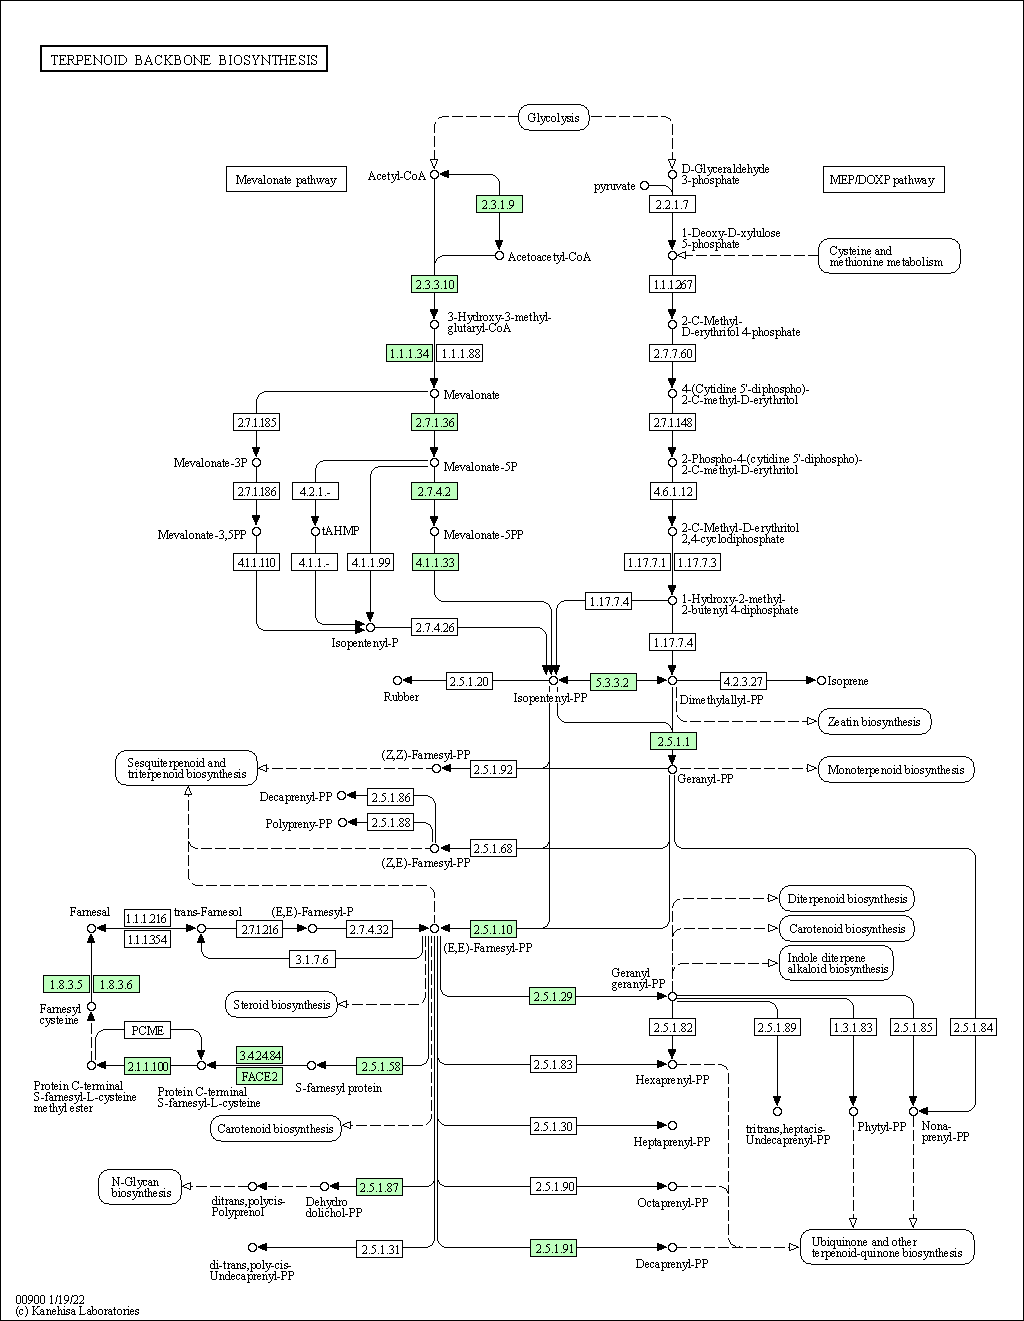 TERPENOID BACKBONE BIOSYNTHESIS
Glycolysis
Mevalonate pathway
Acetyl-CoA
D-Glyceraldehyde
3-phosphate
pyruvate
MEP/DOXP pathway
2.3.1.9
2.2.1.7
1-Deoxy-D-xylulose
5-phosphate
Acetoacetyl-CoA
Cysteine and
methionine metabolism
2.3.3.10
1.1.1.267
3-Hydroxy-3-methyl-
glutaryl-CoA
2-C-Methyl-
D-erythritol 4-phosphate
1.1.1.34
1.1.1.88
2.7.7.60
Mevalonate
4-(Cytidine 5'-diphospho)-
2-C-methyl-D-erythritol
2.7.1.185
2.7.1.36
2.7.1.148
Mevalonate-3P
Mevalonate-5P
2-Phospho-4-(cytidine 5'-diphospho)-
2-C-methyl-D-erythritol
2.7.1.186
4.2.1.-
2.7.4.2
4.6.1.12
Mevalonate-3,5PP
tAHMP
Mevalonate-5PP
2-C-Methyl-D-erythritol
2,4-cyclodiphosphate
4.1.1.110
4.1.1.-
4.1.1.99
4.1.1.33
1.17.7.1
1.17.7.3
1.17.7.4
1-Hydroxy-2-methyl-
2-butenyl 4-diphosphate
Isopentenyl-P
2.7.4.26
1.17.7.4
Rubber
2.5.1.20
Isopentenyl-PP
5.3.3.2
Dimethylallyl-PP
4.2.3.27
Isoprene
Zeatin biosynthesis
2.5.1.1
Sesquiterpenoid and
triterpenoid biosynthesis
(Z,Z)-Farnesyl-PP
2.5.1.92
Geranyl-PP
Monoterpenoid biosynthesis
Decaprenyl-PP
2.5.1.86
Polypreny-PP
2.5.1.88
(Z,E)-Farnesyl-PP
2.5.1.68
Farnesal
1.1.1.216
1.1.1.354
trans-Farnesol
2.7.1.216
(E,E)-Farnesyl-P
2.7.4.32
2.5.1.10
(E,E)-Farnesyl-PP
Diterpenoid biosynthesis
Carotenoid biosynthesis
3.1.7.6
Indole diterpene
alkaloid biosynthesis
1.8.3.5
1.8.3.6
Geranyl
geranyl-PP
2.5.1.29
Farnesyl
cysteine
Steroid biosynthesis
PCME
2.5.1.82
2.5.1.89
1.3.1.83
2.5.1.85
2.5.1.84
2.1.1.100
3.4.24.84
FACE2
2.5.1.58
2.5.1.83
Protein C-terminal
S-farnesyl-L-cysteine
methyl ester
Protein C-terminal
S-farnesyl-L-cysteine
S-farnesyl protein
Hexaprenyl-PP
Carotenoid biosynthesis
2.5.1.30
Heptaprenyl-PP
tritrans,heptacis-
Undecaprenyl-PP
Phytyl-PP
Nona-
prenyl-PP
N-Glycan
biosynthesis
ditrans,polycis-
Polyprenol
Dehydro
dolichol-PP
2.5.1.87
2.5.1.90
Octaprenyl-PP
di-trans,poly-cis-
Undecaprenyl-PP
2.5.1.31
2.5.1.91
Decaprenyl-PP
Ubiquinone and other
terpenoid-quinone biosynthesis
00900 1/19/22
(c) Kanehisa Laboratories